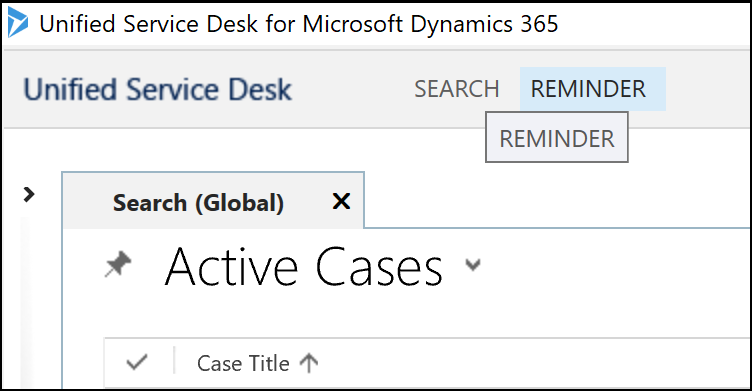 Unified Service Desk for Microsoft Dynamics 365
Unified Service Desk SEARCH REMINDER
REMINDER
Search (Global) X
Active Cases
Case Title